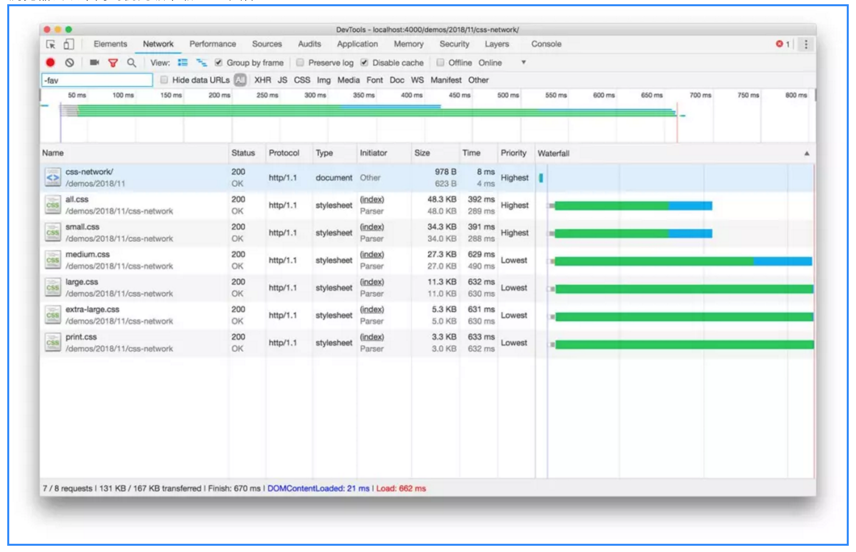 DevTools - localhost:4000/demos/2018/11/css-network/
Elements Network Performance Sources Audits Application Memory Security Layers Console 1
View: Group by frame Preserve log Disable cache Offline Online
-fav Hide data URLs All XHR JS CSS Img Media Font Doc WS Manifest Other
50 ms 100 ms 150 ms 200 ms 250 ms 300 ms 350 ms 400 ms 450 ms 500 ms 550 ms 600 ms 650 ms 700 ms 750 ms 800 ms
Name Status Protocol Type Initiator Size Time Priority Waterfall
css-network/ 200 http/1.1 document Other 978 B 8 ms Highest
/demos/2018/11 OK 623 B 4 ms
all.css 200 http/1.1 stylesheet (index) 48.3 KB 392 ms Highest
/demos/2018/11/css-network OK Parser 48.0 KB 289 ms
small.css 200 http/1.1 stylesheet (index) 34.3 KB 391 ms Highest
/demos/2018/11/css-network OK Parser 34.0 KB 288 ms
medium.css 200 http/1.1 stylesheet (index) 27.3 KB 629 ms Lowest
/demos/2018/11/css-network OK Parser 27.0 KB 490 ms
large.css 200 http/1.1 stylesheet (index) 11.3 KB 632 ms Lowest
/demos/2018/11/css-network OK Parser 11.0 KB 630 ms
extra-large.css 200 http/1.1 stylesheet (index) 5.3 KB 631 ms Lowest
/demos/2018/11/css-network OK Parser 5.0 KB 630 ms
print.css 200 http/1.1 stylesheet (index) 3.3 KB 633 ms Lowest
/demos/2018/11/css-network OK Parser 3.0 KB 632 ms
7 / 8 requests | 131 KB / 167 KB transferred | Finish: 670 ms | DOMContentLoaded: 21 ms | Load: 662 ms